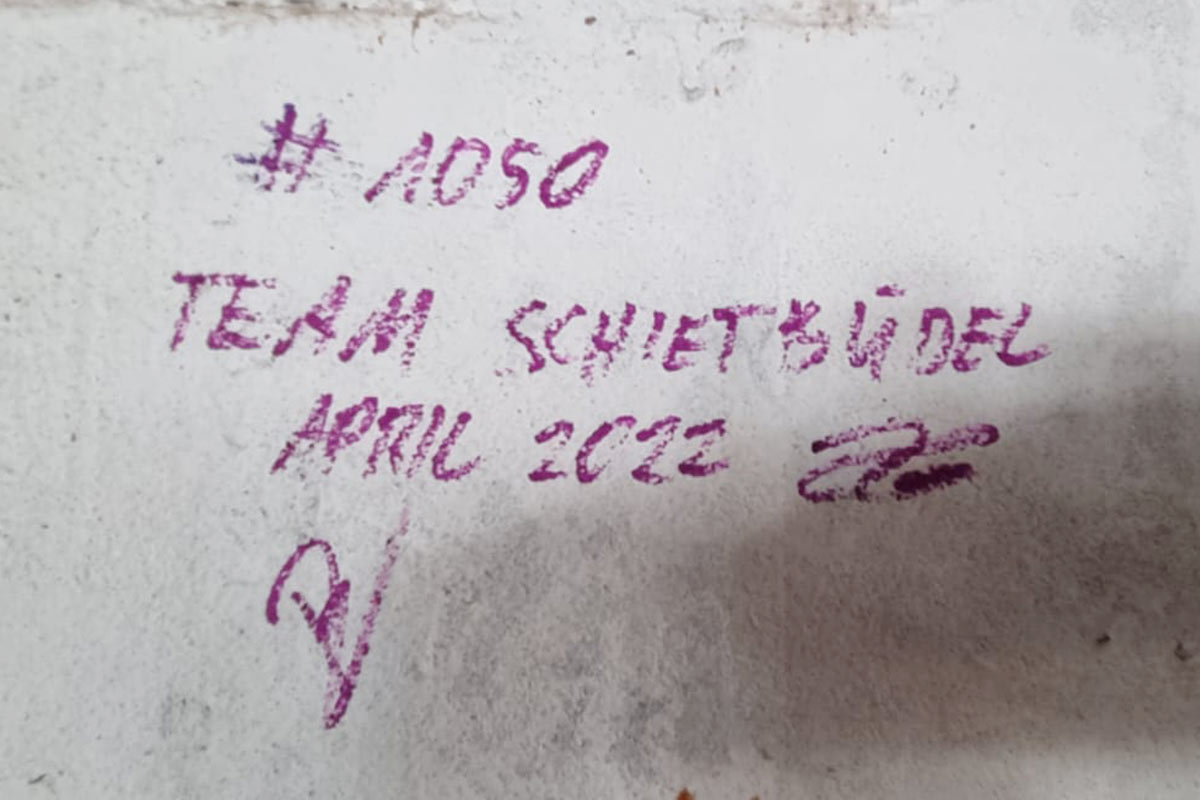 # 1050
TEAM SCHIETBÜDEL
APRIL 2022